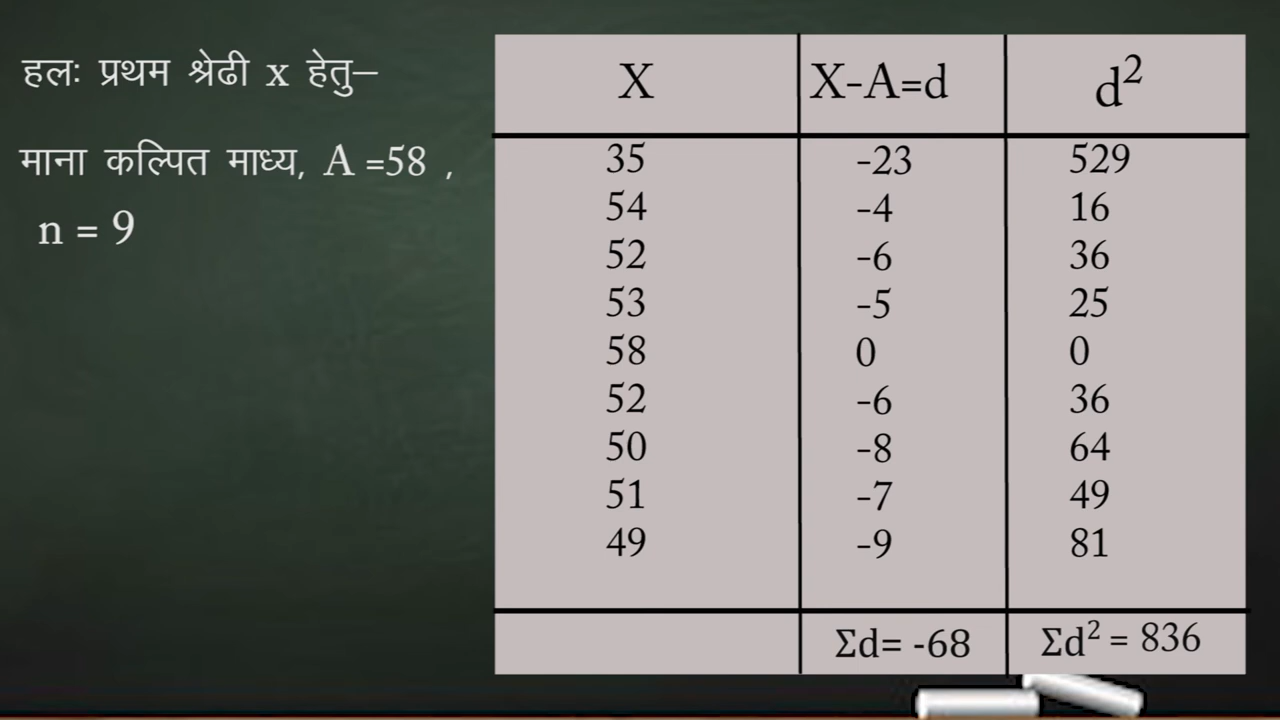 हलः प्रथम श्रेढी x हेतु–
माना कल्पित माध्य, A =58 ,
n = 9
X X-A=d d²
35 -23 529
54 -4 16
52 -6 36
53 -5 25
58 0 0
52 -6 36
50 -8 64
51 -7 49
49 -9 81
Σd= -68 Σd² = 836